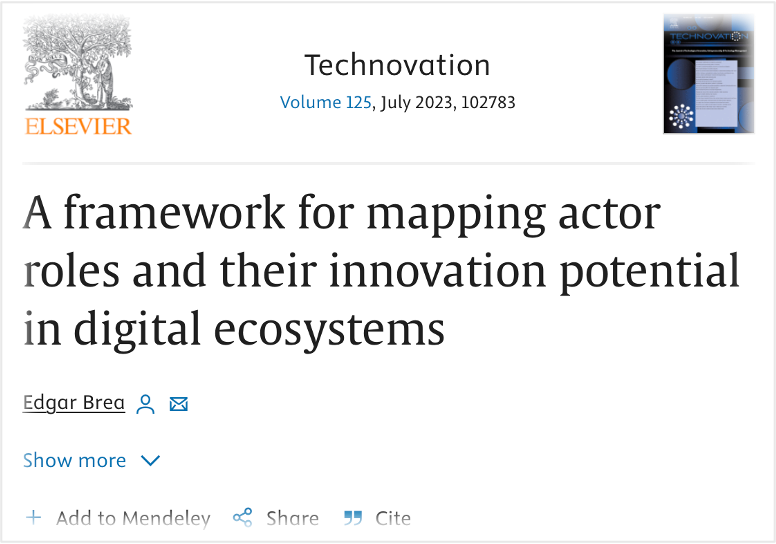 Technovation
Volume 125, July 2023, 102783
TECHNOVATION
ELSEVIER
A framework for mapping actor
roles and their innovation potential
in digital ecosystems
Edgar Brea
Show more
Add to Mendeley Share Cite